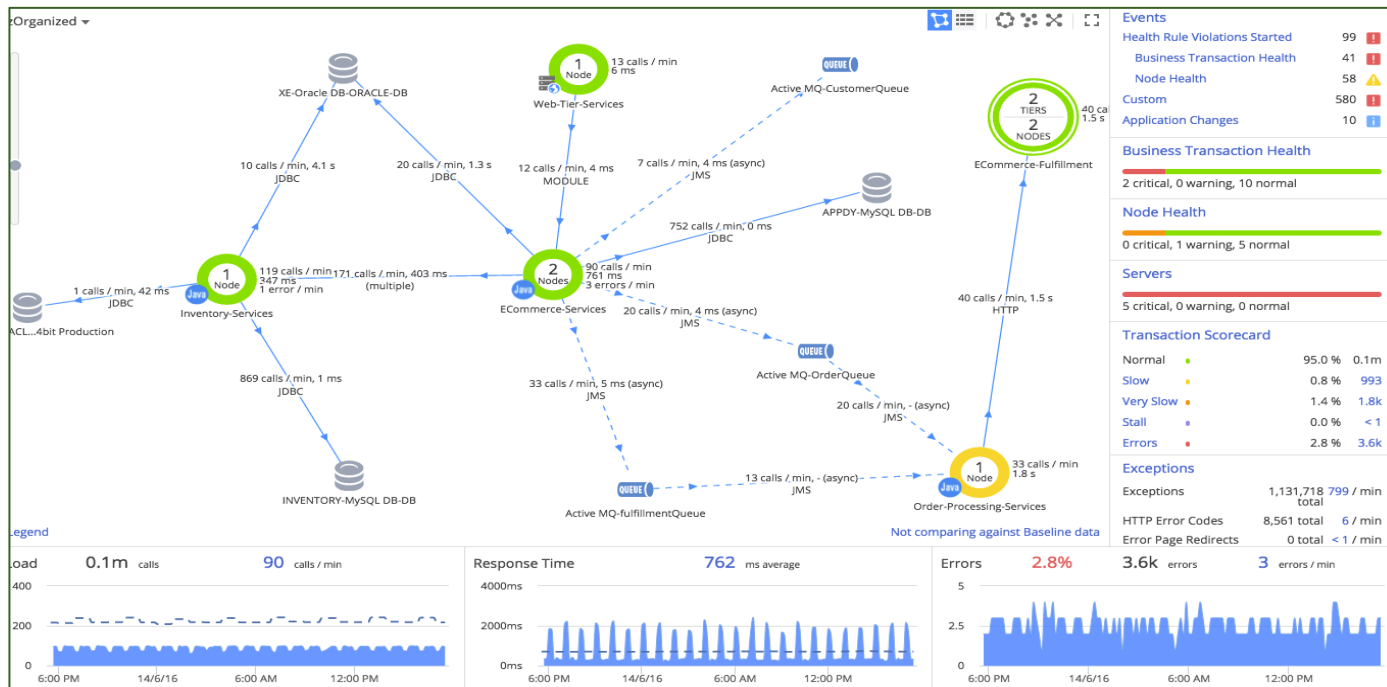 zOrganized
XE-Oracle DB-ORACLE-DB
1
Node
13 calls / min
6 ms
Web-Tier-Services
QUEUE
Active MQ-CustomerQueue
2
TIERS
2
NODES
40 cal
1.5 s
ECommerce-Fulfillment
10 calls / min, 4.1 s
JDBC
20 calls / min, 1.3 s
JDBC
12 calls / min, 4 ms
MODULE
7 calls / min, 4 ms (async)
JMS
APPDY-MySQL DB-DB
752 calls / min, 0 ms
JDBC
1
Node
Java
119 calls / min
347 ms
1 error / min
Inventory-Services
171 calls / min, 403 ms
(multiple)
2
Nodes
Java
90 calls / min
761 ms
3 errors / min
ECommerce-Services
1 calls / min, 42 ms
JDBC
ACL...4bit Production
40 calls / min, 1.5 s
HTTP
20 calls / min, 4 ms (async)
JMS
QUEUE
Active MQ-OrderQueue
869 calls / min, 1 ms
JDBC
33 calls / min, 5 ms (async)
JMS
20 calls / min, - (async)
JMS
INVENTORY-MySQL DB-DB
QUEUE
Active MQ-fulfillmentQueue
13 calls / min, - (async)
JMS
1
Node
Java
33 calls / min
1.8 s
Order-Processing-Services
Legend
Not comparing against Baseline data
Events
Health Rule Violations Started 99
Business Transaction Health 41
Node Health 58
Custom 580
Application Changes 10
Business Transaction Health
2 critical, 0 warning, 10 normal
Node Health
0 critical, 1 warning, 5 normal
Servers
5 critical, 0 warning, 0 normal
Transaction Scorecard
Normal 95.0 % 0.1m
Slow 0.8 % 993
Very Slow 1.4 % 1.8k
Stall 0.0 % < 1
Errors 2.8 % 3.6k
Exceptions
Exceptions 1,131,718 total 799 / min
HTTP Error Codes 8,561 total 6 / min
Error Page Redirects 0 total < 1 / min
oad 0.1m calls 90 calls / min
400
200
0
6:00 PM 14/6/16 6:00 AM 12:00 PM
Response Time 762 ms average
4000ms
2000ms
0ms
6:00 PM 14/6/16 6:00 AM 12:00 PM
Errors 2.8% 3.6k errors 3 errors / min
5
2.5
0
6:00 PM 14/6/16 6:00 AM 12:00 PM